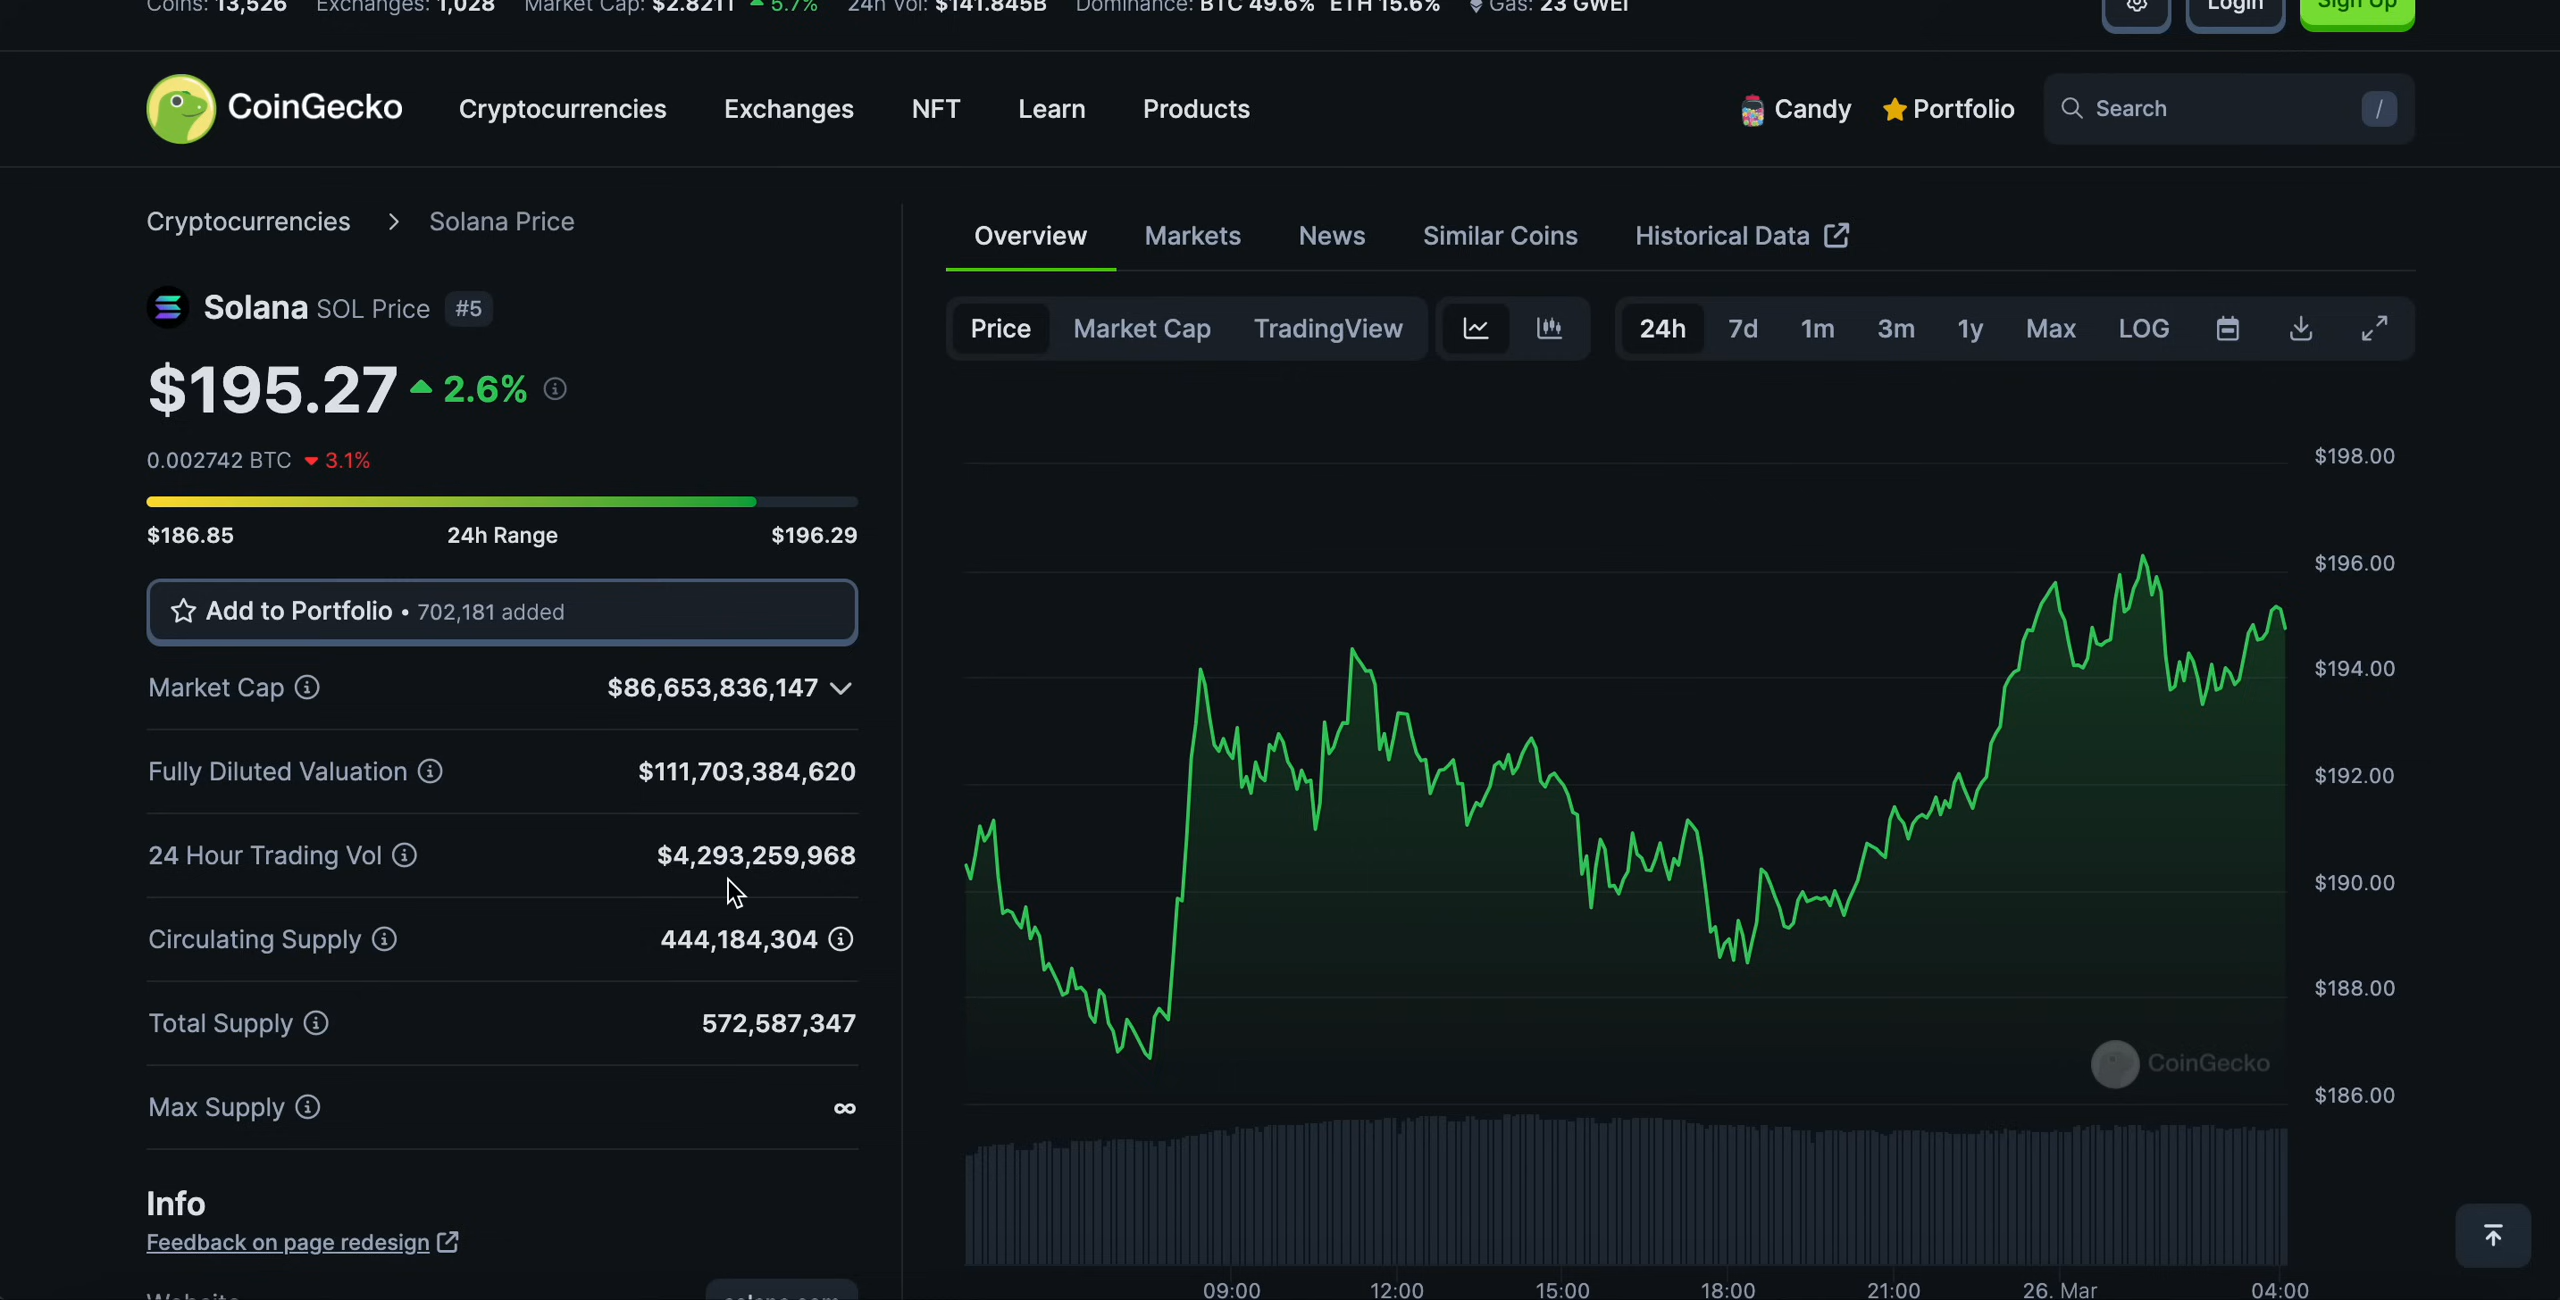 Coins: 13,526 Exchanges: 1,028 Market Cap: $2.821T 5.7% 24h Vol: $141.845B Dominance: BTC 49.6% ETH 15.6% Gas: 23 GWEI Login Sign Up
CoinGecko Cryptocurrencies Exchanges NFT Learn Products Candy Portfolio Search /
Cryptocurrencies > Solana Price
Overview Markets News Similar Coins Historical Data
Solana SOL Price #5
Price Market Cap TradingView 24h 7d 1m 3m 1y Max LOG
$195.27 2.6%
0.002742 BTC 3.1%
$186.85 24h Range $196.29
Add to Portfolio • 702,181 added
Market Cap $86,653,836,147
Fully Diluted Valuation $111,703,384,620
24 Hour Trading Vol $4,293,259,968
Circulating Supply 444,184,304
Total Supply 572,587,347
Max Supply ∞
Info
Feedback on page redesign
$198.00
$196.00
$194.00
$192.00
$190.00
$188.00
CoinGecko
$186.00
09:00 12:00 15:00 18:00 21:00 26. Mar 04:00